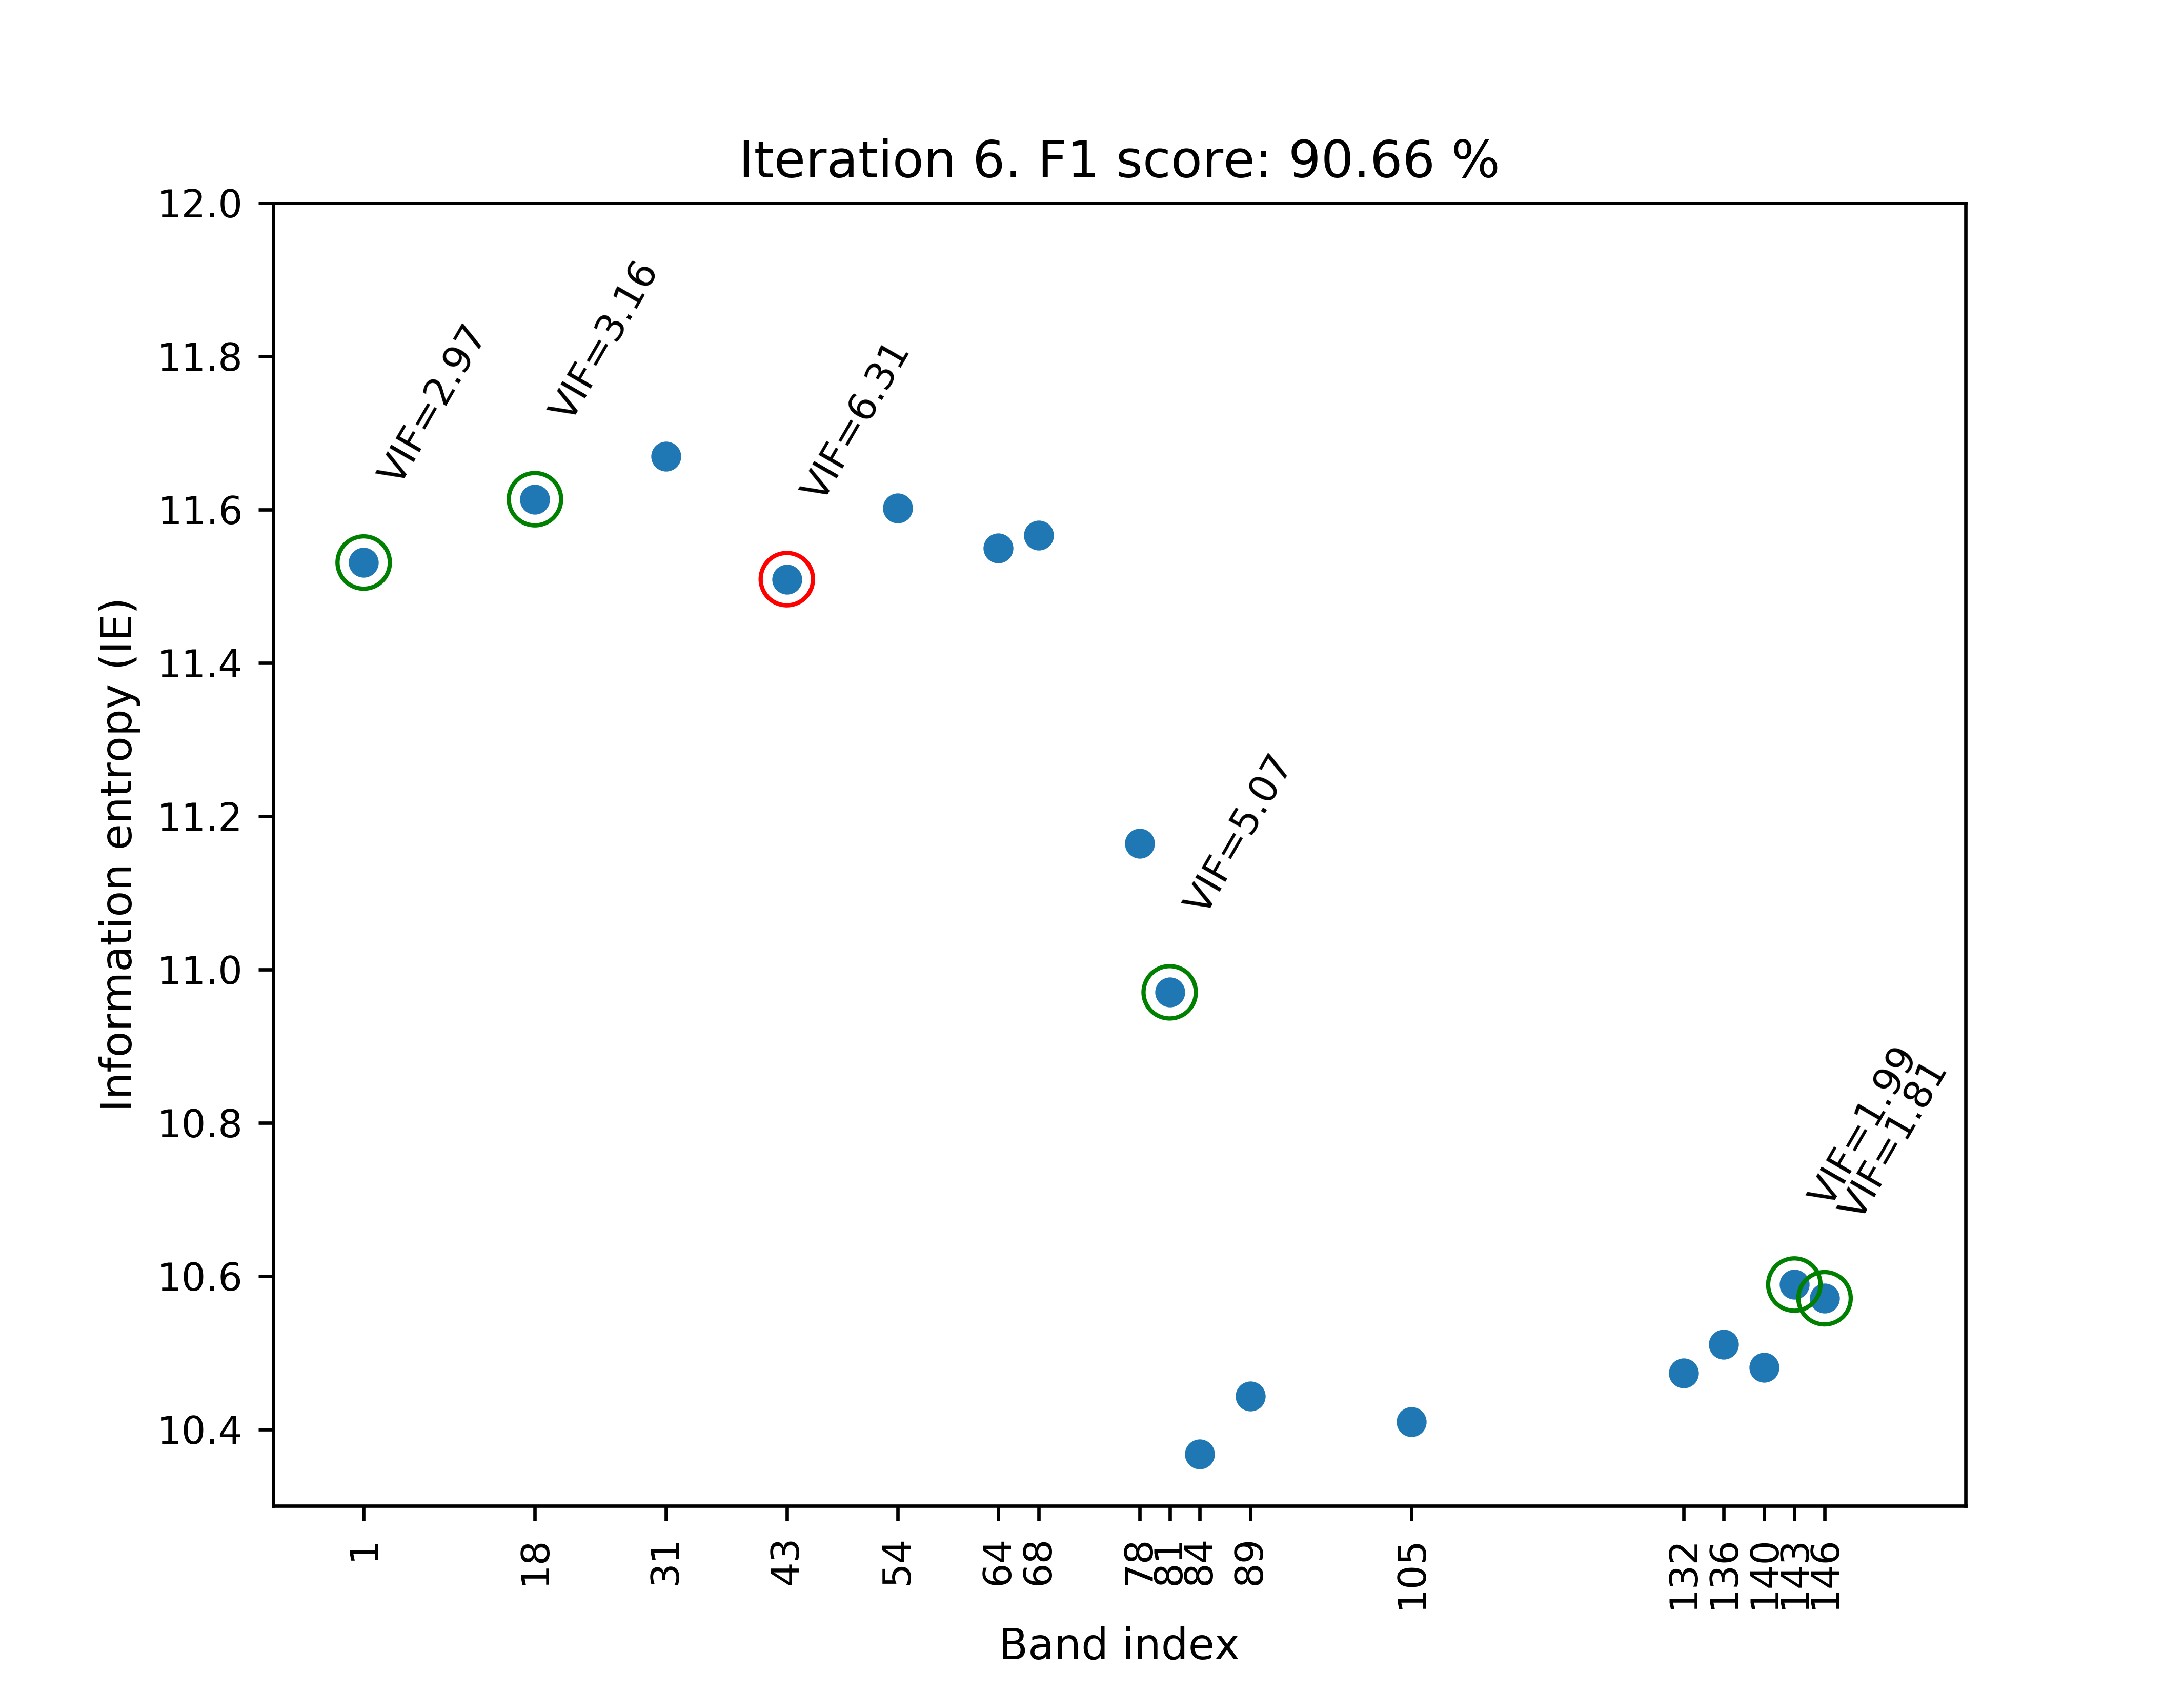 Iteration 6. F1 score: 90.66 %
12.0
11.8
11.6
11.4
11.2
11.0
10.8
10.6
10.4
Information entropy (IE)
VIF=2.97
VIF=3.16
VIF=6.31
VIF=5.07
VIF=1.99
VIF=1.81
1
18
31
43
54
64
68
78
81
84
89
105
132
136
140
143
146
Band index